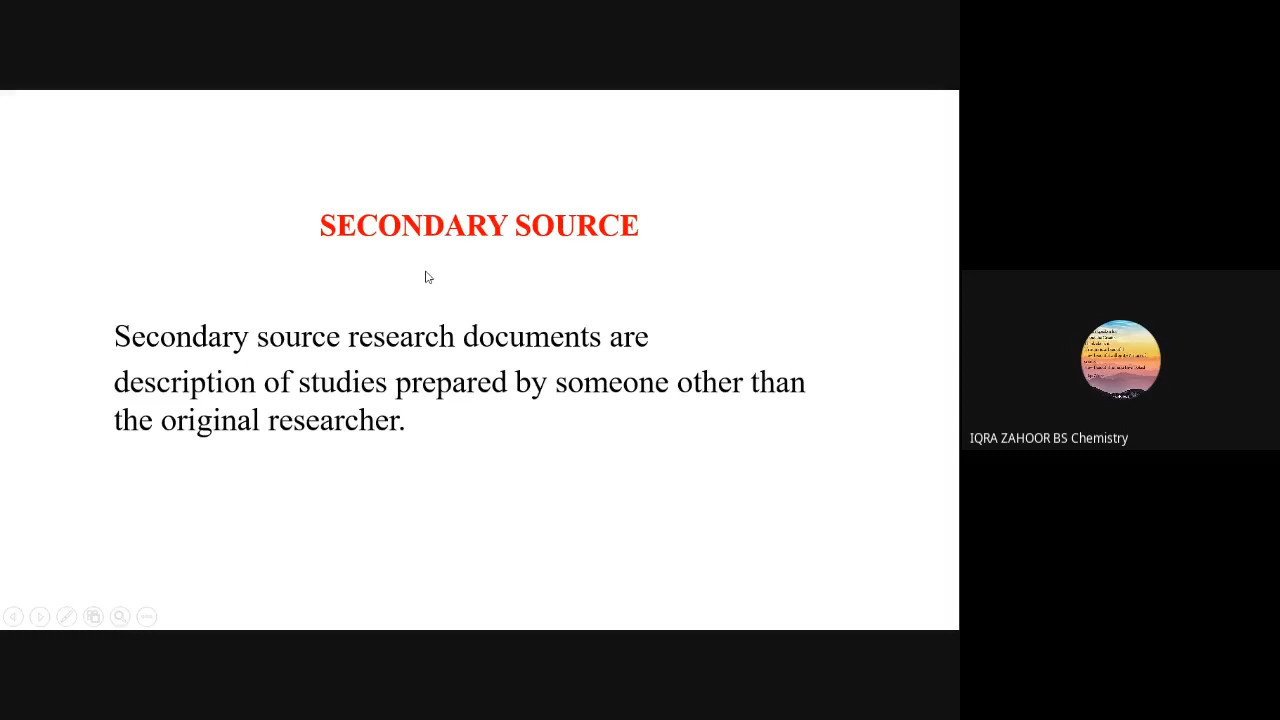 SECONDARY SOURCE
Secondary source research documents are
description of studies prepared by someone other than
the original researcher.
IQRA ZAHOOR BS Chemistry